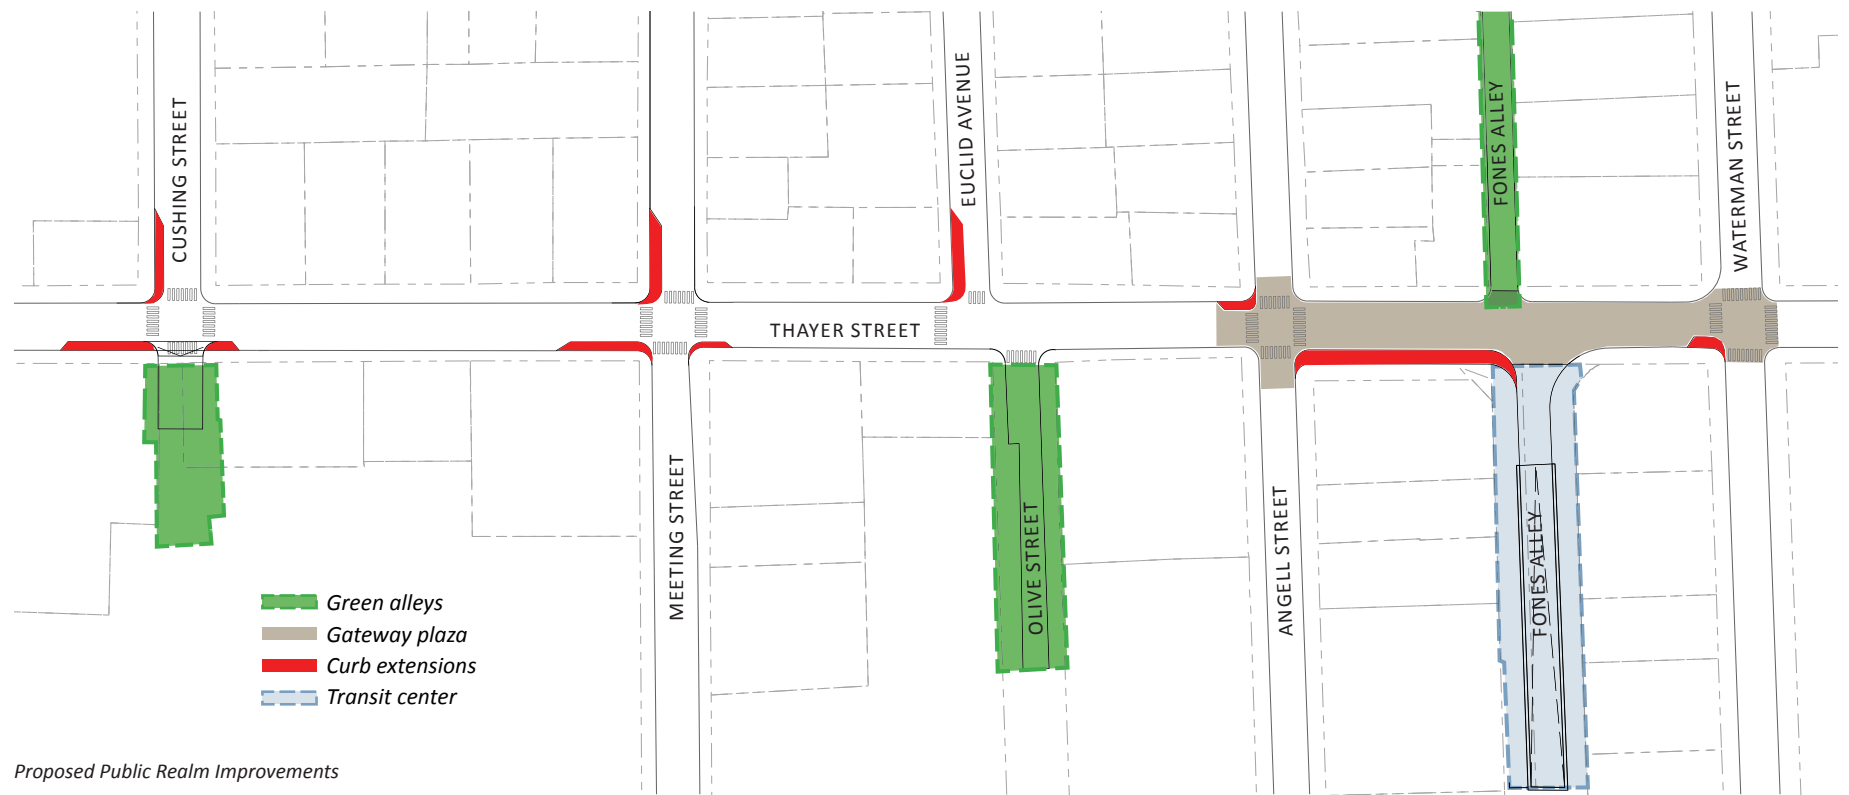 CUSHING STREET
EUCLID AVENUE
FONES ALLEY
WATERMAN STREET
THAYER STREET
MEETING STREET
OLIVE STREET
ANGELL STREET
FONES ALLEY
Green alleys
Gateway plaza
Curb extensions
Transit center
Proposed Public Realm Improvements